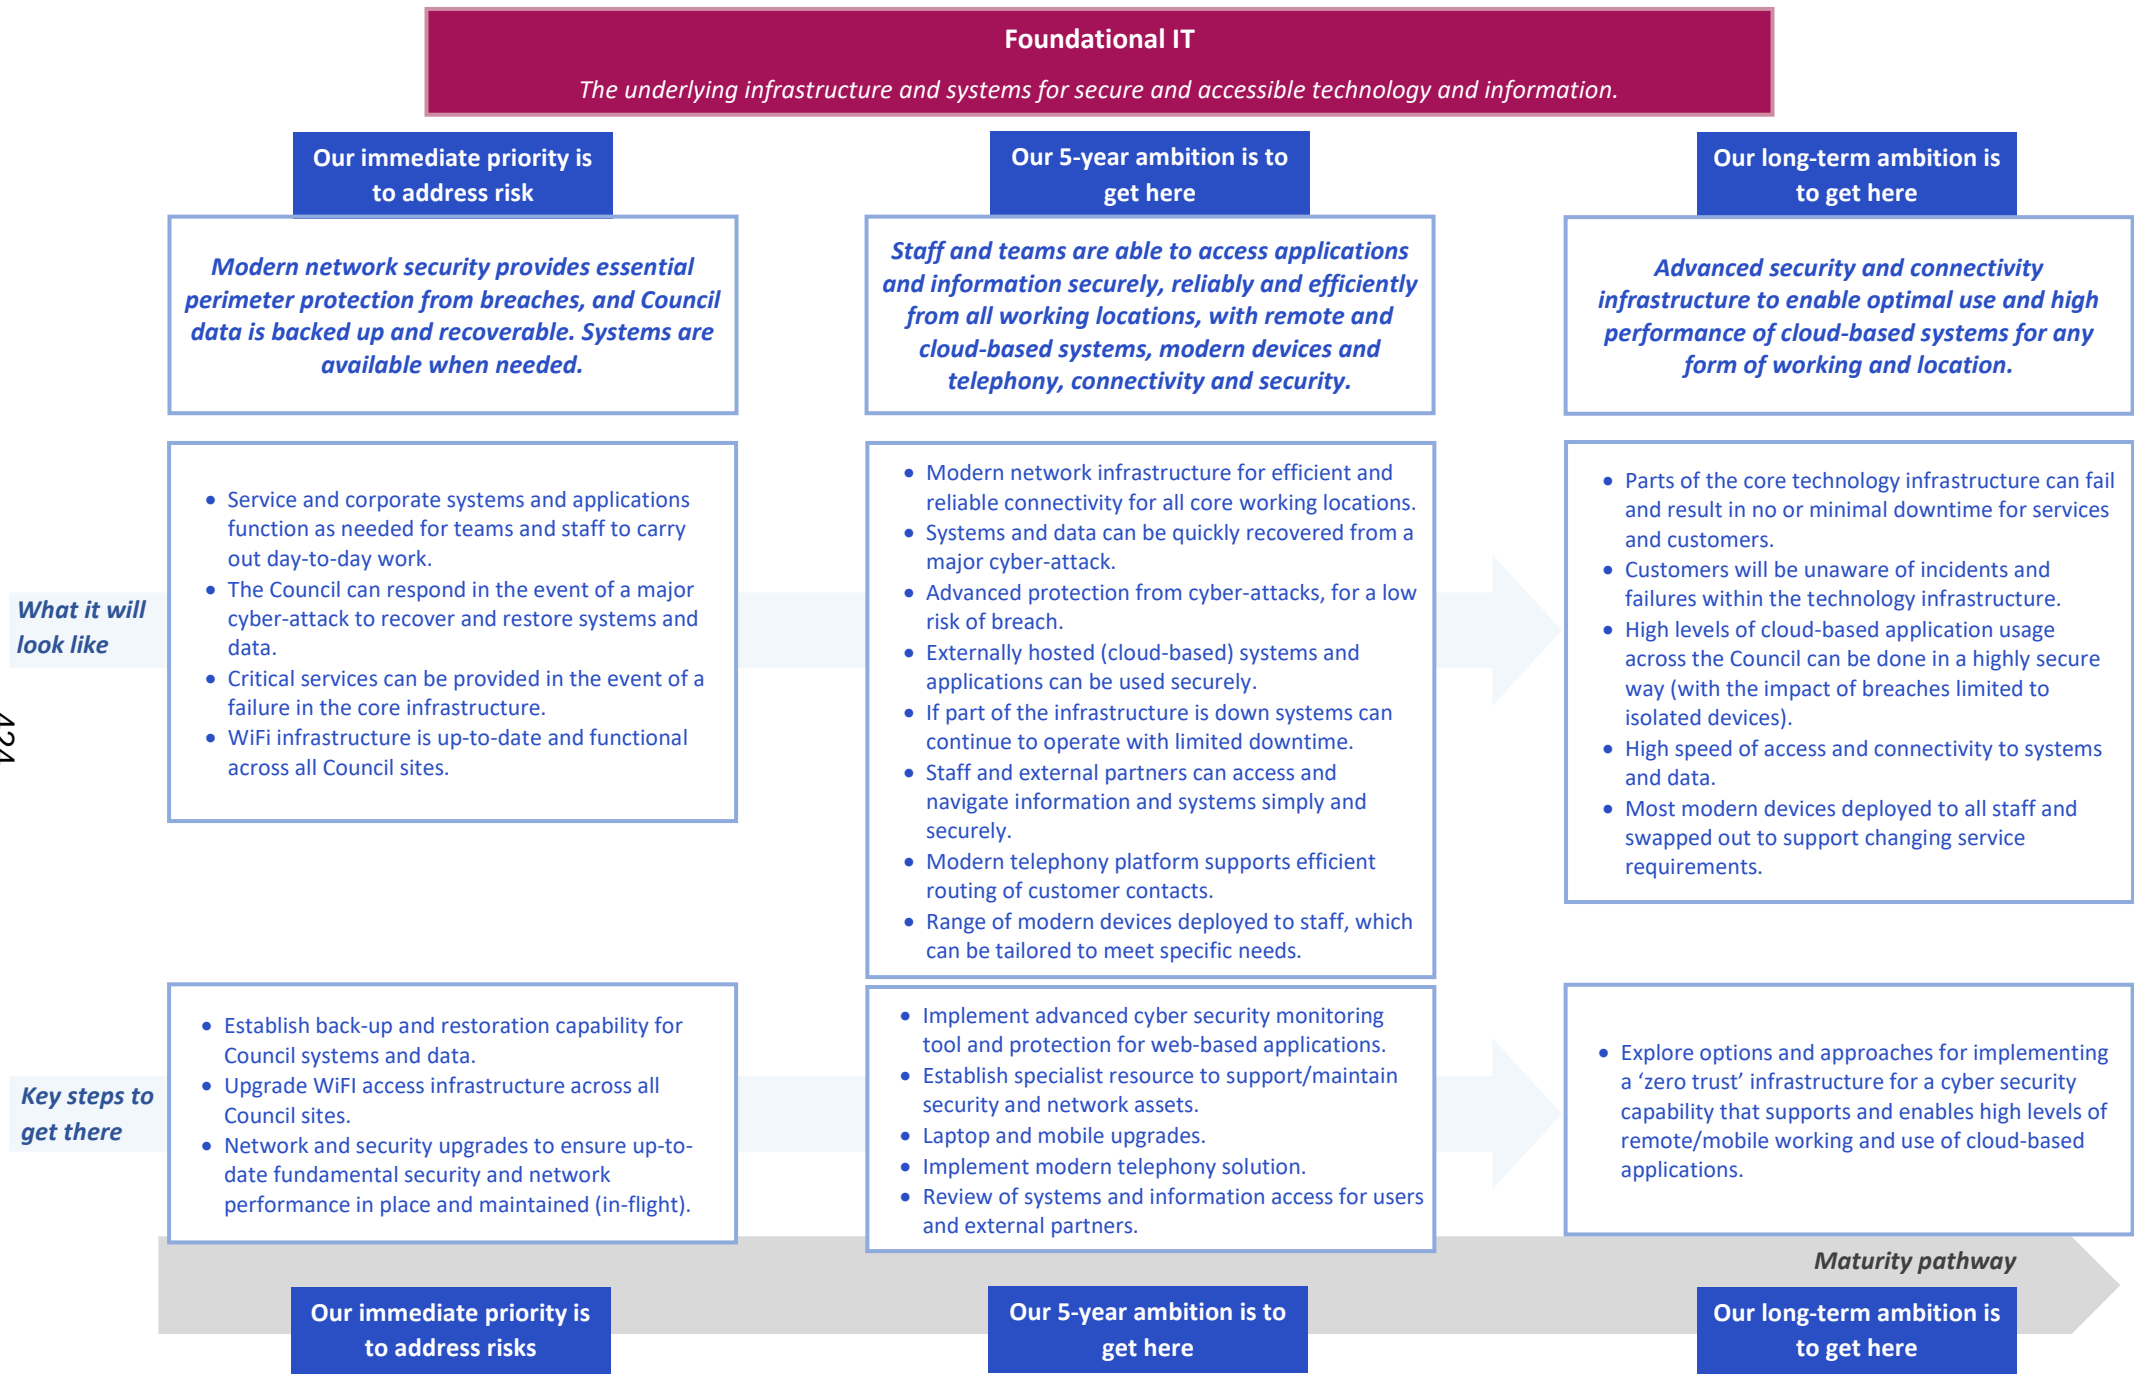 Foundational IT
The underlying infrastructure and systems for secure and accessible technology and information.
Our immediate priority is
to address risk
Our 5-year ambition is to
get here
Our long-term ambition is
to get here
Modern network security provides essential
perimeter protection from breaches, and Council
data is backed up and recoverable. Systems are
available when needed.
Staff and teams are able to access applications
and information securely, reliably and efficiently
from all working locations, with remote and
cloud-based systems, modern devices and
telephony, connectivity and security.
Advanced security and connectivity
infrastructure to enable optimal use and high
performance of cloud-based systems for any
form of working and location.
What it will
look like
• Service and corporate systems and applications
function as needed for teams and staff to carry
out day-to-day work.
• The Council can respond in the event of a major
cyber-attack to recover and restore systems and
data.
• Critical services can be provided in the event of a
failure in the core infrastructure.
• WiFi infrastructure is up-to-date and functional
across all Council sites.
• Modern network infrastructure for efficient and
reliable connectivity for all core working locations.
• Systems and data can be quickly recovered from a
major cyber-attack.
• Advanced protection from cyber-attacks, for a low
risk of breach.
• Externally hosted (cloud-based) systems and
applications can be used securely.
• If part of the infrastructure is down systems can
continue to operate with limited downtime.
• Staff and external partners can access and
navigate information and systems simply and
securely.
• Modern telephony platform supports efficient
routing of customer contacts.
• Range of modern devices deployed to staff, which
can be tailored to meet specific needs.
• Parts of the core technology infrastructure can fail
and result in no or minimal downtime for services
and customers.
• Customers will be unaware of incidents and
failures within the technology infrastructure.
• High levels of cloud-based application usage
across the Council can be done in a highly secure
way (with the impact of breaches limited to
isolated devices).
• High speed of access and connectivity to systems
and data.
• Most modern devices deployed to all staff and
swapped out to support changing service
requirements.
424
Key steps to
get there
• Establish back-up and restoration capability for
Council systems and data.
• Upgrade WiFI access infrastructure across all
Council sites.
• Network and security upgrades to ensure up-to-
date fundamental security and network
performance in place and maintained (in-flight).
• Implement advanced cyber security monitoring
tool and protection for web-based applications.
• Establish specialist resource to support/maintain
security and network assets.
• Laptop and mobile upgrades.
• Implement modern telephony solution.
• Review of systems and information access for users
and external partners.
• Explore options and approaches for implementing
a ‘zero trust’ infrastructure for a cyber security
capability that supports and enables high levels of
remote/mobile working and use of cloud-based
applications.
Maturity pathway
Our immediate priority is
to address risks
Our 5-year ambition is to
get here
Our long-term ambition is
to get here